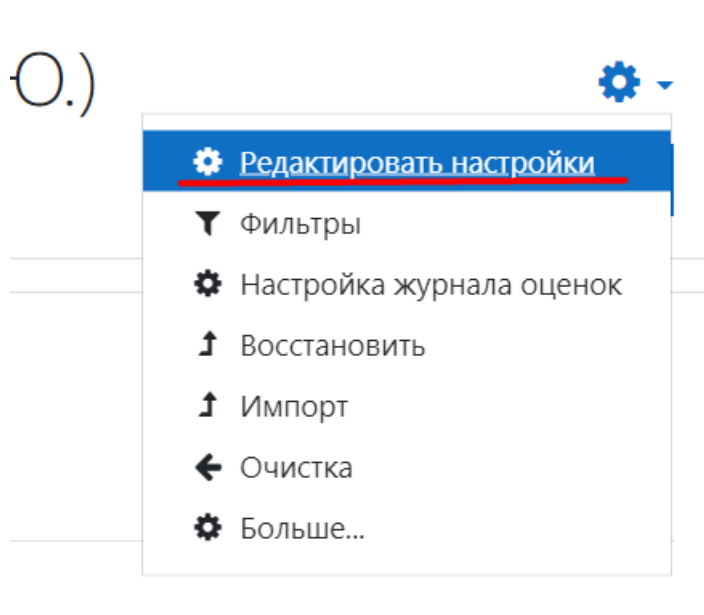 Ю.)
Редактировать настройки
Фильтры
Настройка журнала оценок
Восстановить
Импорт
Очистка
Больше...